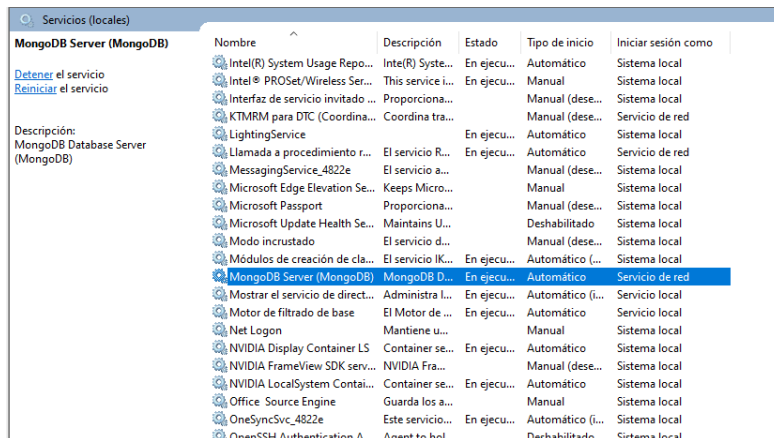 Servicios (locales)
MongoDB Server (MongoDB)
Detener el servicio
Reiniciar el servicio
Descripción:
MongoDB Database Server
(MongoDB)
Nombre Descripción Estado Tipo de inicio Iniciar sesión como
Intel(R) System Usage Repo... Inte(R) Syste... En ejecu... Automático Sistema local
Intel® PROSet/Wireless Ser... This service i... En ejecu... Manual Sistema local
Interfaz de servicio invitado ... Proporciona... Manual (dese... Sistema local
KTMRM para DTC (Coordina... Coordina tra... Manual (dese... Servicio de red
LightingService En ejecu... Automático Sistema local
Llamada a procedimiento r... El servicio R... En ejecu... Automático Servicio de red
MessagingService_4822e El servicio a... Manual (dese... Sistema local
Microsoft Edge Elevation Se... Keeps Micro... Manual Sistema local
Microsoft Passport Proporciona... Manual (dese... Sistema local
Microsoft Update Health Se... Maintains U... Deshabilitado Sistema local
Modo incrustado El servicio d... Manual (dese... Sistema local
Módulos de creación de cla... El servicio IK... En ejecu... Automático (... Sistema local
MongoDB Server (MongoDB) MongoDB D... En ejecu... Automático Servicio de red
Mostrar el servicio de direct... Administra l... En ejecu... Automático (i... Sistema local
Motor de filtrado de base El Motor de ... En ejecu... Automático Servicio local
Net Logon Mantiene u... Manual Sistema local
NVIDIA Display Container LS Container se... En ejecu... Automático Sistema local
NVIDIA FrameView SDK serv... NVIDIA Fra... Manual (dese... Sistema local
NVIDIA LocalSystem Contai... Container se... En ejecu... Automático Sistema local
Office Source Engine Guarda los a... Manual Sistema local
OneSyncSvc_4822e Este servicio... En ejecu... Automático (i... Sistema local
OpenSSH Authentication A... Agent to hol... Deshabilitado Sistema local